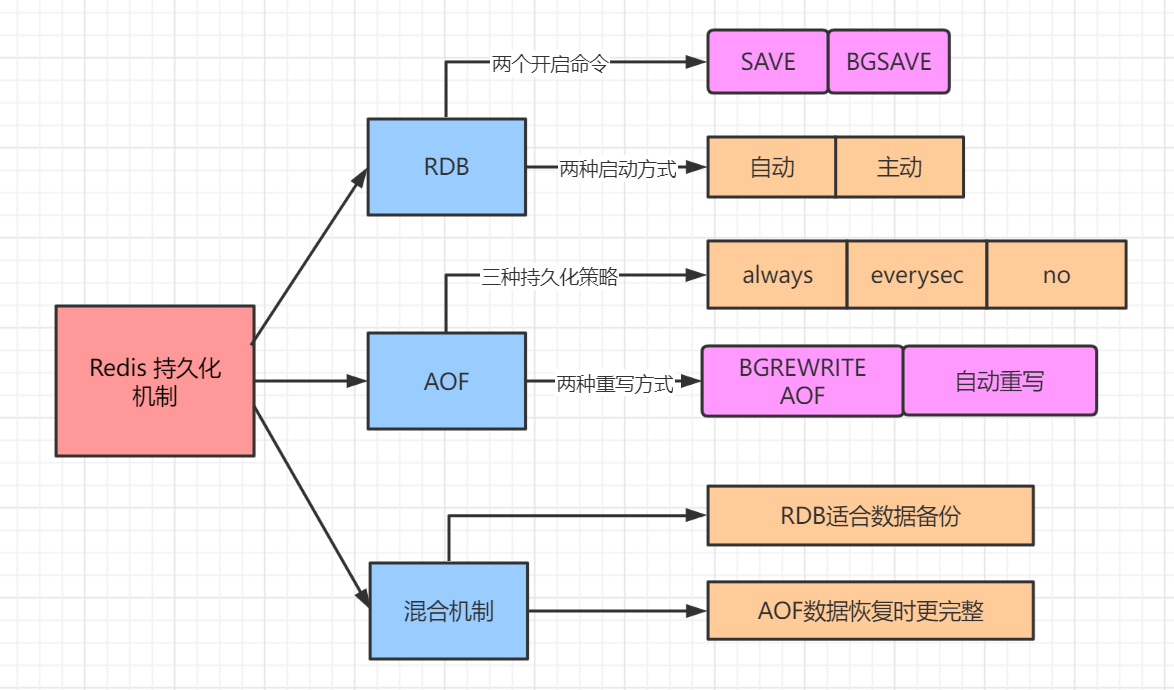 两个开启命令
SAVE
BGSAVE
RDB
两种启动方式
自动
主动
三种持久化策略
always
everysec
no
Redis 持久化
机制
AOF
两种重写方式
BGREWRITE
AOF
自动重写
RDB适合数据备份
混合机制
AOF数据恢复时更完整